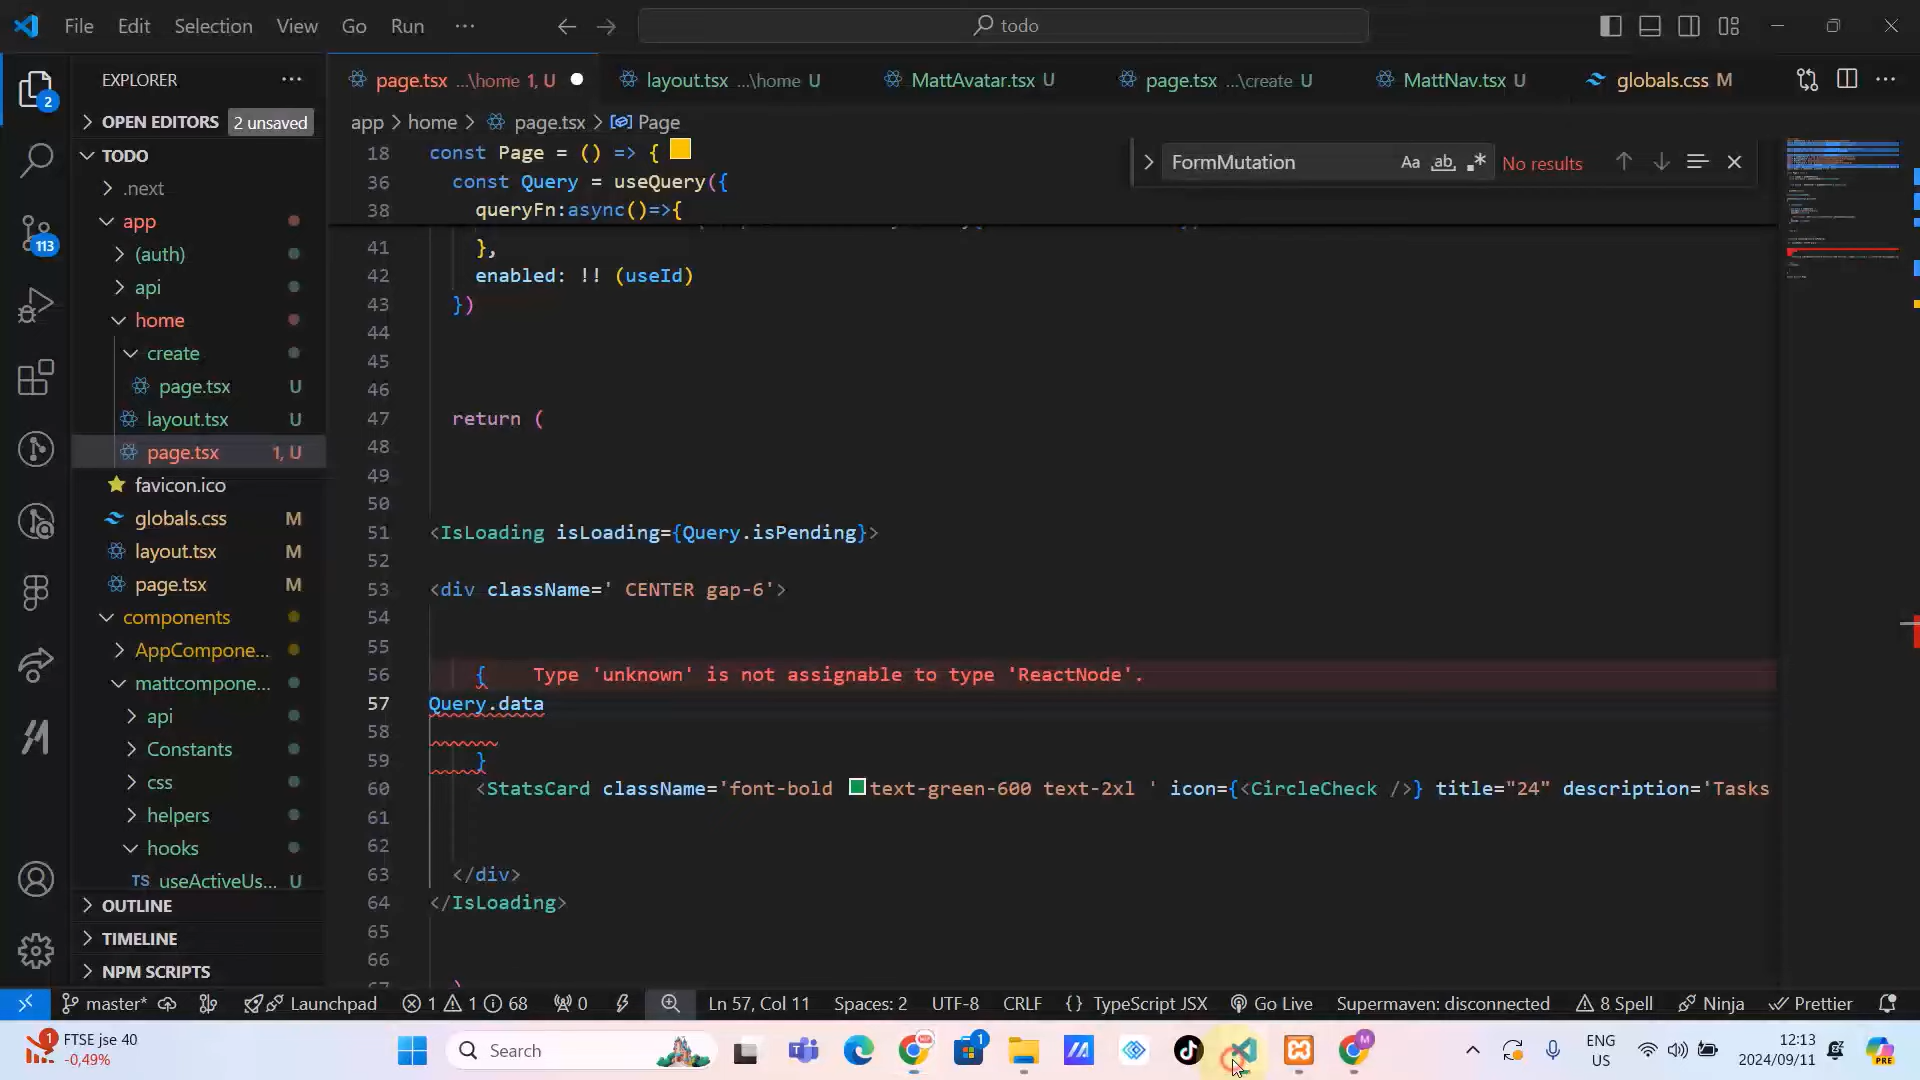 File Edit Selection View Go Run ··· todo
EXPLORER ···
page.tsx ...\home 1, U
layout.tsx ...\home U
MattAvatar.tsx U
page.tsx ...\create U
MattNav.tsx U
globals.css M
OPEN EDITORS 2 unsaved
app > home > page.tsx > Page
TODO
.next
app
(auth)
api
home
create
page.tsx U
layout.tsx U
page.tsx 1, U
favicon.ico
globals.css M
layout.tsx M
page.tsx M
components
AppCompone...
mattcompone...
api
Constants
css
helpers
hooks
TS useActiveUs... U
OUTLINE
TIMELINE
NPM SCRIPTS
2
113
FormMutation Aa ab .* No results
18 const Page = () => {
36 const Query = useQuery({
38 queryFn:async()=>{
41 },
42 enabled: !! (useId)
43 })
44
45
46
47 return (
48
49
50
51 <IsLoading isLoading={Query.isPending}>
52
53 <div className=' CENTER gap-6'>
54
55
56 { Type 'unknown' is not assignable to type 'ReactNode'.
57 Query.data
58
59 }
60 <StatsCard className='font-bold text-green-600 text-2xl ' icon={<CircleCheck />} title="24" description='Tasks
61
62
63 </div>
64 </IsLoading>
65
66
67 )
master* Launchpad 1 1 68 0 Ln 57, Col 11 Spaces: 2 UTF-8 CRLF {} TypeScript JSX Go Live Supermaven: disconnected 8 Spell Ninja Prettier
1
FTSE jse 40
-0,49%
Search
1
M
ENG
US
12:13
2024/09/11
PRE